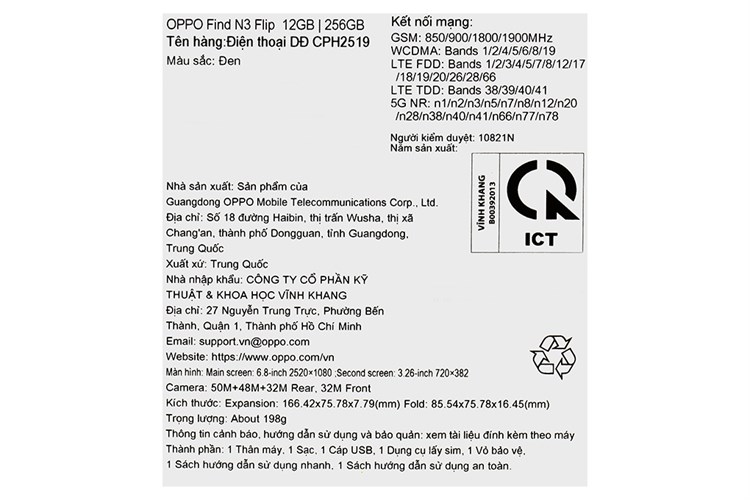 OPPO Find N3 Flip 12GB | 256GB
Tên hàng:Điện thoại DĐ CPH2519
Màu sắc: Đen
Kết nối mạng:
GSM: 850/900/1800/1900MHz
WCDMA: Bands 1/2/4/5/6/8/19
LTE FDD: Bands 1/2/3/4/5/7/8/12/17
/18/19/20/26/28/66
LTE TDD: Bands 38/39/40/41
5G NR: n1/n2/n3/n5/n7/n8/n12/n20
/n28/n38/n40/n41/n66/n77/n78
Người kiểm duyệt: 10821N
Năm sản xuất:
VĨNH KHANG
B00392013
ICT
Nhà sản xuất: Sản phẩm của
Guangdong OPPO Mobile Telecommunications Corp., Ltd.
Địa chỉ: Số 18 đường Haibin, thị trấn Wusha, thị xã
Chang'an, thành phố Dongguan, tỉnh Guangdong,
Trung Quốc
Xuất xứ: Trung Quốc
Nhà nhập khẩu: CÔNG TY CỔ PHẦN KỸ
THUẬT & KHOA HỌC VĨNH KHANG
Địa chỉ: 27 Nguyễn Trung Trực, Phường Bến
Thành, Quận 1, Thành phố Hồ Chí Minh
Email: support.vn@oppo.com
Website: https://www.oppo.com/vn
Màn hình: Main screen: 6.8-inch 2520×1080 ;Second screen: 3.26-inch 720×382
Camera: 50M+48M+32M Rear, 32M Front
Kích thước: Expansion: 166.42x75.78x7.79(mm) Fold: 85.54x75.78x16.45(mm)
Trọng lượng: About 198g
Thông tin cảnh báo, hướng dẫn sử dụng và bảo quản: xem tài liệu đính kèm theo máy
Thành phần: 1 Thân máy, 1 Sạc, 1 Cáp USB, 1 Dụng cụ lấy sim, 1 Vỏ bảo vệ,
1 Sách hướng dẫn sử dụng nhanh, 1 Sách hướng dẫn sử dụng an toàn.